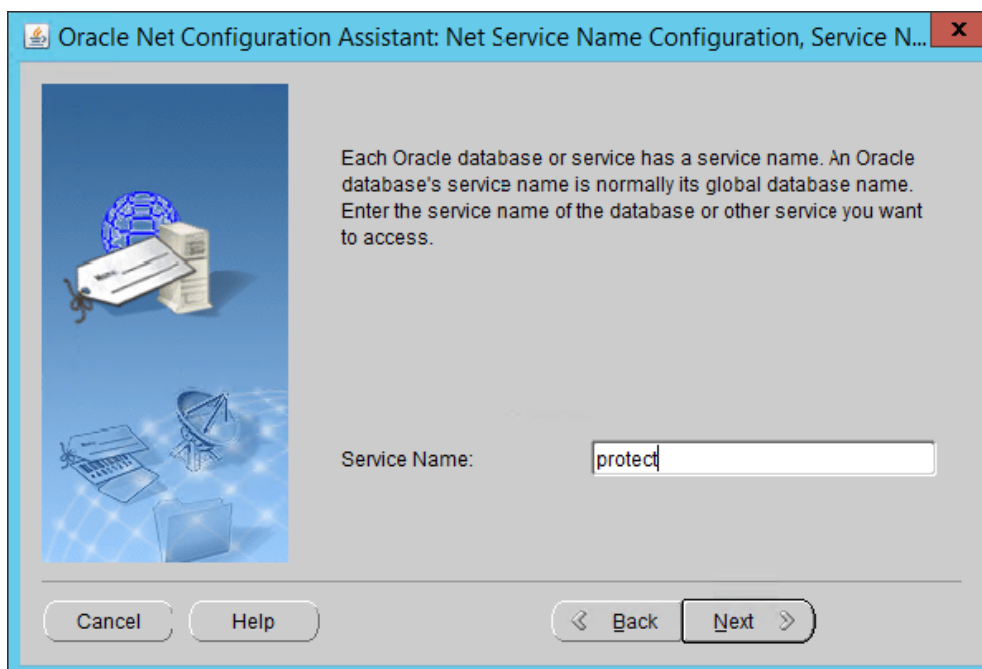 Oracle Net Configuration Assistant: Net Service Name Configuration, Service N...
x
Each Oracle database or service has a service name. An Oracle
database's service name is normally its global database name.
Enter the service name of the database or other service you want
to access.
Service Name:
protect
Cancel
Help
Back
Next